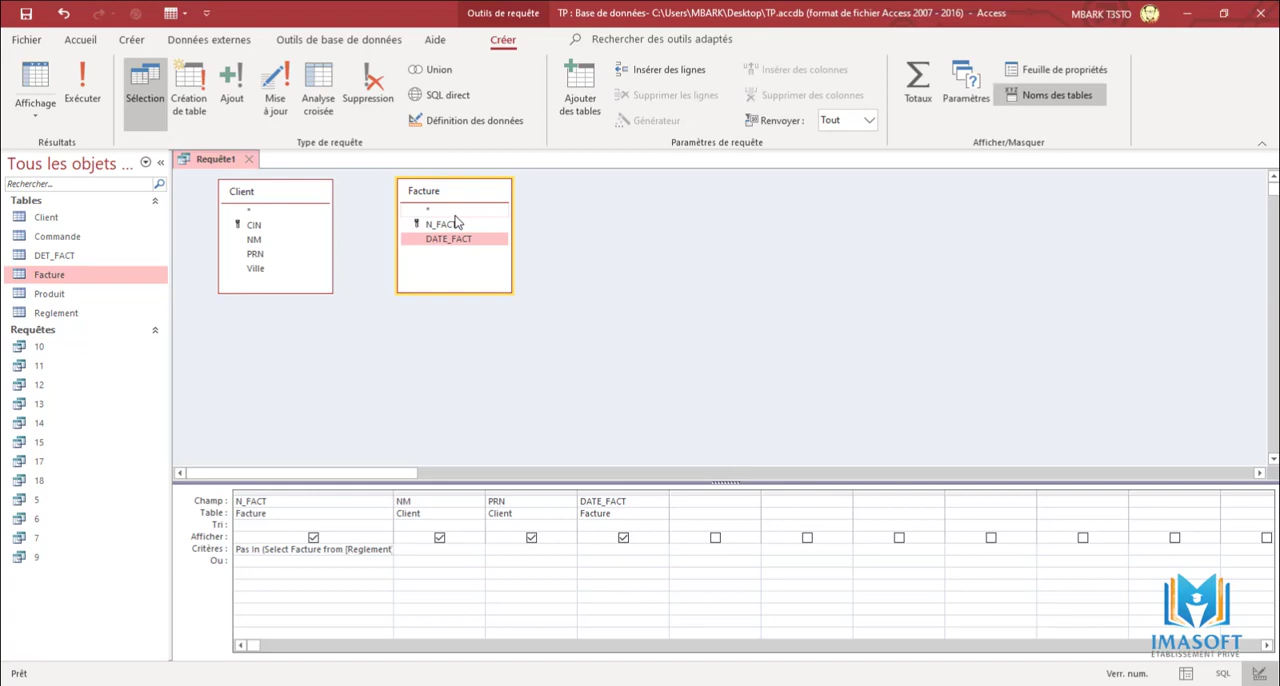 Outils de requête
TP : Base de données- C:\Users\MBARK\Desktop\TP.accdb (format de fichier Access 2007 - 2016) - Access
MBARK T3STO
Fichier
Accueil
Créer
Données externes
Outils de base de données
Aide
Créer
Rechercher des outils adaptés
Affichage
Exécuter
Sélection
Création de table
Ajout
Mise à jour
Analyse croisée
Suppression
Union
SQL direct
Définition des données
Ajouter des tables
Insérer des lignes
Supprimer les lignes
Générateur
Insérer des colonnes
Supprimer des colonnes
Renvoyer :
Tout
Totaux
Paramètres
Feuille de propriétés
Noms des tables
Résultats
Type de requête
Paramètres de requête
Afficher/Masquer
Tous les objets ...
Rechercher...
Tables
Client
Commande
DET_FACT
Facture
Produit
Reglement
Requêtes
10
11
12
13
14
15
17
18
5
6
7
9
Requête1
Client
*
CIN
NM
PRN
Ville
Facture
*
N_FACT
DATE_FACT
Champ : N_FACT NM PRN DATE_FACT
Table : Facture Client Client Facture
Tri :
Afficher :
Critères : Pas In (Select Facture from [Reglement]
Ou :
IMASOFT
ÉTABLISSEMENT PRIVÉ
Prêt
Verr. num.
SQL